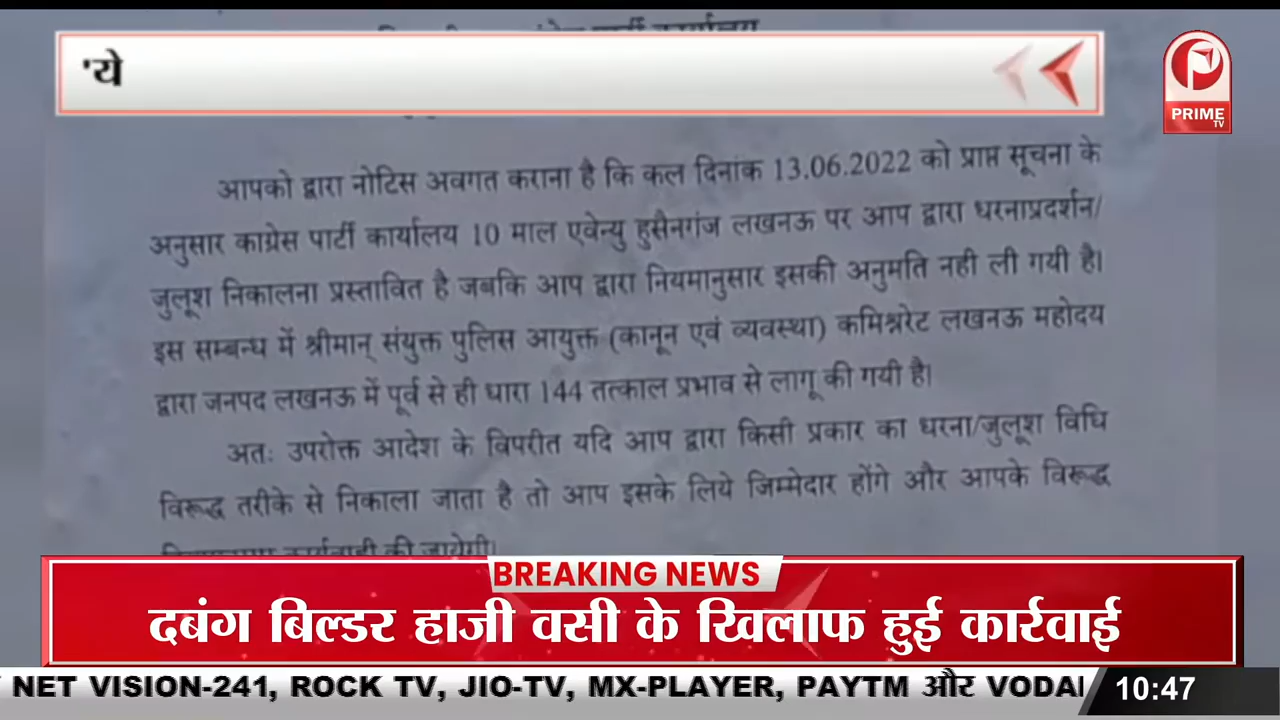 'ये
PRIME
TV
आपको द्वारा नोटिस अवगत कराना है कि कल दिनांक 13.06.2022 को प्राप्त सूचना के
अनुसार काग्रेस पार्टी कार्यालय 10 माल एवेन्यु हुसैनगंज लखनऊ पर आप द्वारा धरनाप्रदर्शन/
जुलूश निकालना प्रस्तावित है जबकि आप द्वारा नियमानुसार इसकी अनुमति नही ली गयी है।
इस सम्बन्ध में श्रीमान् संयुक्त पुलिस आयुक्त (कानून एवं व्यवस्था) कमिश्नरेट लखनऊ महोदय
द्वारा जनपद लखनऊ में पूर्व से ही धारा 144 तत्काल प्रभाव से लागू की गयी है।
अतः उपरोक्त आदेश के विपरीत यदि आप द्वारा किसी प्रकार का धरना/जुलूश विधि
विरूद्ध तरीके से निकाला जाता है तो आप इसके लिये जिम्मेदार होंगे और आपके विरूद्ध
कार्यवाही की जायेगी।
BREAKING NEWS
दबंग बिल्डर हाजी वसी के खिलाफ हुई कार्रवाई
NET VISION-241, ROCK TV, JIO-TV, MX-PLAYER, PAYTM और VODA
10:47